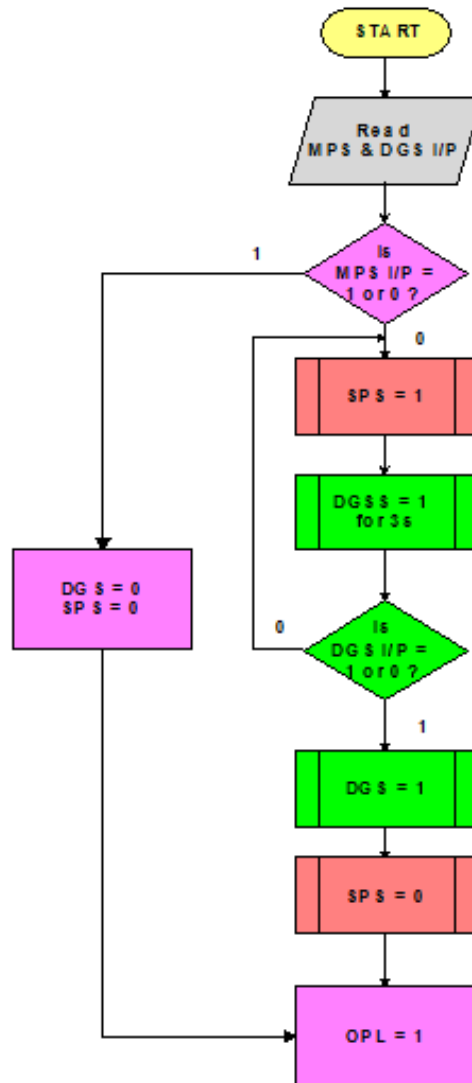 START
Read
MPS & DGS I/P
Is
MPS I/P =
1 or 0 ?
1
0
SPS = 1
DGSS = 1
for 3s
DGS = 0
SPS = 0
Is
DGS I/P =
1 or 0 ?
0
1
DGS = 1
SPS = 0
OPL = 1